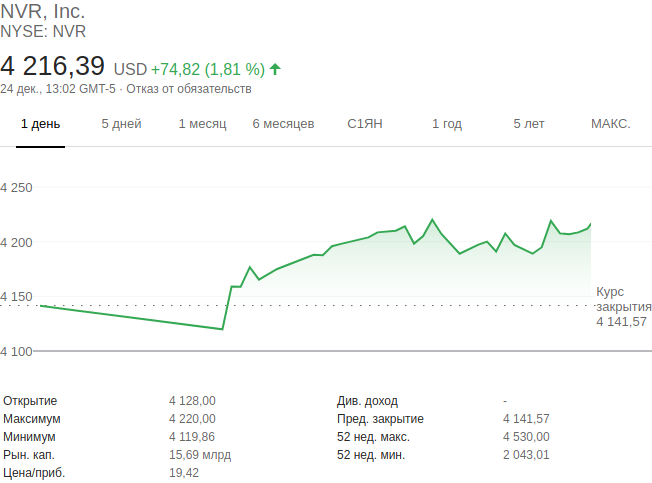 NVR, Inc.
NYSE: NVR
4 216,39 USD +74,82 (1,81 %)
24 дек., 13:02 GMT-5 · Отказ от обязательств
1 день 5 дней 1 месяц 6 месяцев С1ЯН 1 год 5 лет МАКС.
4 250
4 200
4 150
4 100
Курс
закрытия
4 141,57
Открытие 4 128,00 Див. доход -
Максимум 4 220,00 Пред. закрытие 4 141,57
Минимум 4 119,86 52 нед. макс. 4 530,00
Рын. кап. 15,69 млрд 52 нед. мин. 2 043,01
Цена/приб. 19,42